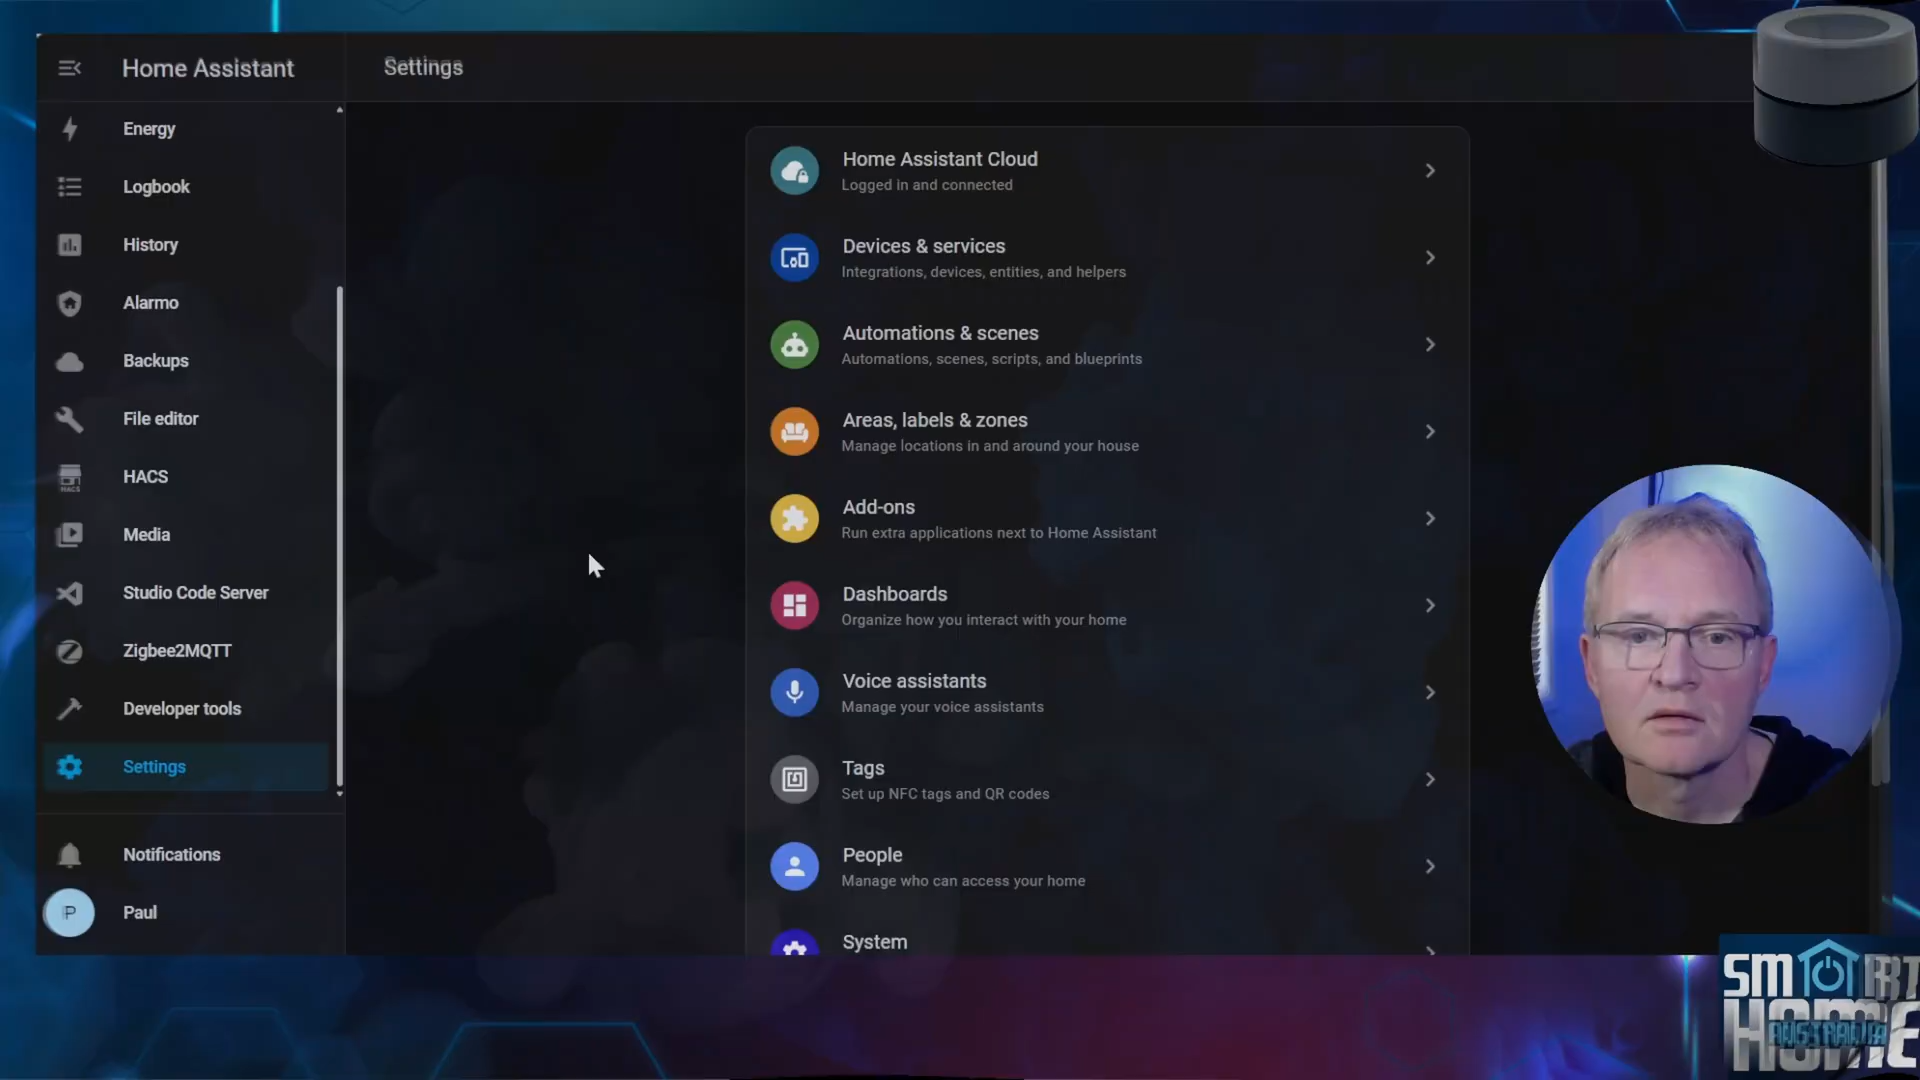 Home Assistant
Settings
Energy
Logbook
History
Alarmo
Backups
File editor
HACS
HACS
Media
Studio Code Server
Zigbee2MQTT
Developer tools
Settings
Notifications
P
Paul
Home Assistant Cloud
Logged in and connected
Devices & services
Integrations, devices, entities, and helpers
Automations & scenes
Automations, scenes, scripts, and blueprints
Areas, labels & zones
Manage locations in and around your house
Add-ons
Run extra applications next to Home Assistant
Dashboards
Organize how you interact with your home
Voice assistants
Manage your voice assistants
Tags
Set up NFC tags and QR codes
People
Manage who can access your home
System
SMART
HOME
AUSTRALIA